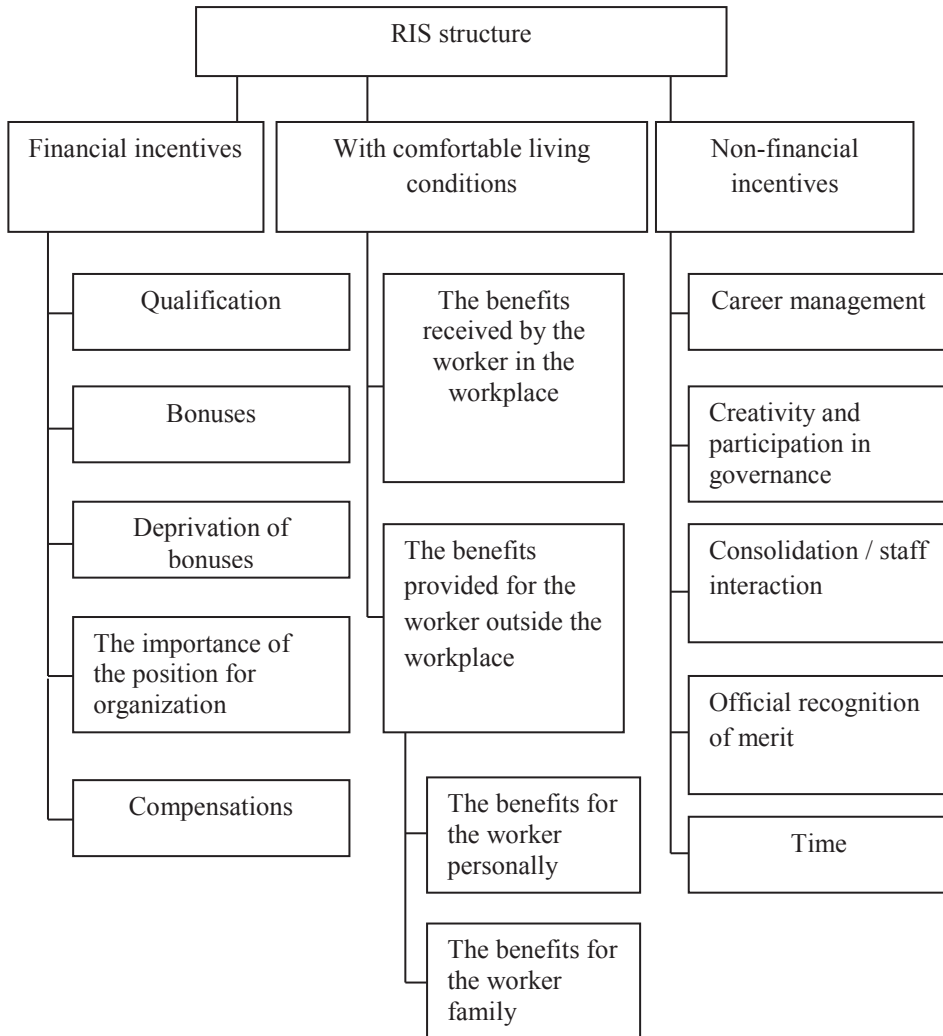 RIS structure
Financial incentives
With comfortable living
conditions
Non-financial
incentives
Qualification
Bonuses
Deprivation of
bonuses
The importance of
the position for
organization
Compensations
The benefits
received by the
worker in the
workplace
The benefits
provided for the
worker outside the
workplace
The benefits for
the worker
personally
The benefits for
the worker
family
Career management
Creativity and
participation in
governance
Consolidation / staff
interaction
Official recognition
of merit
Time